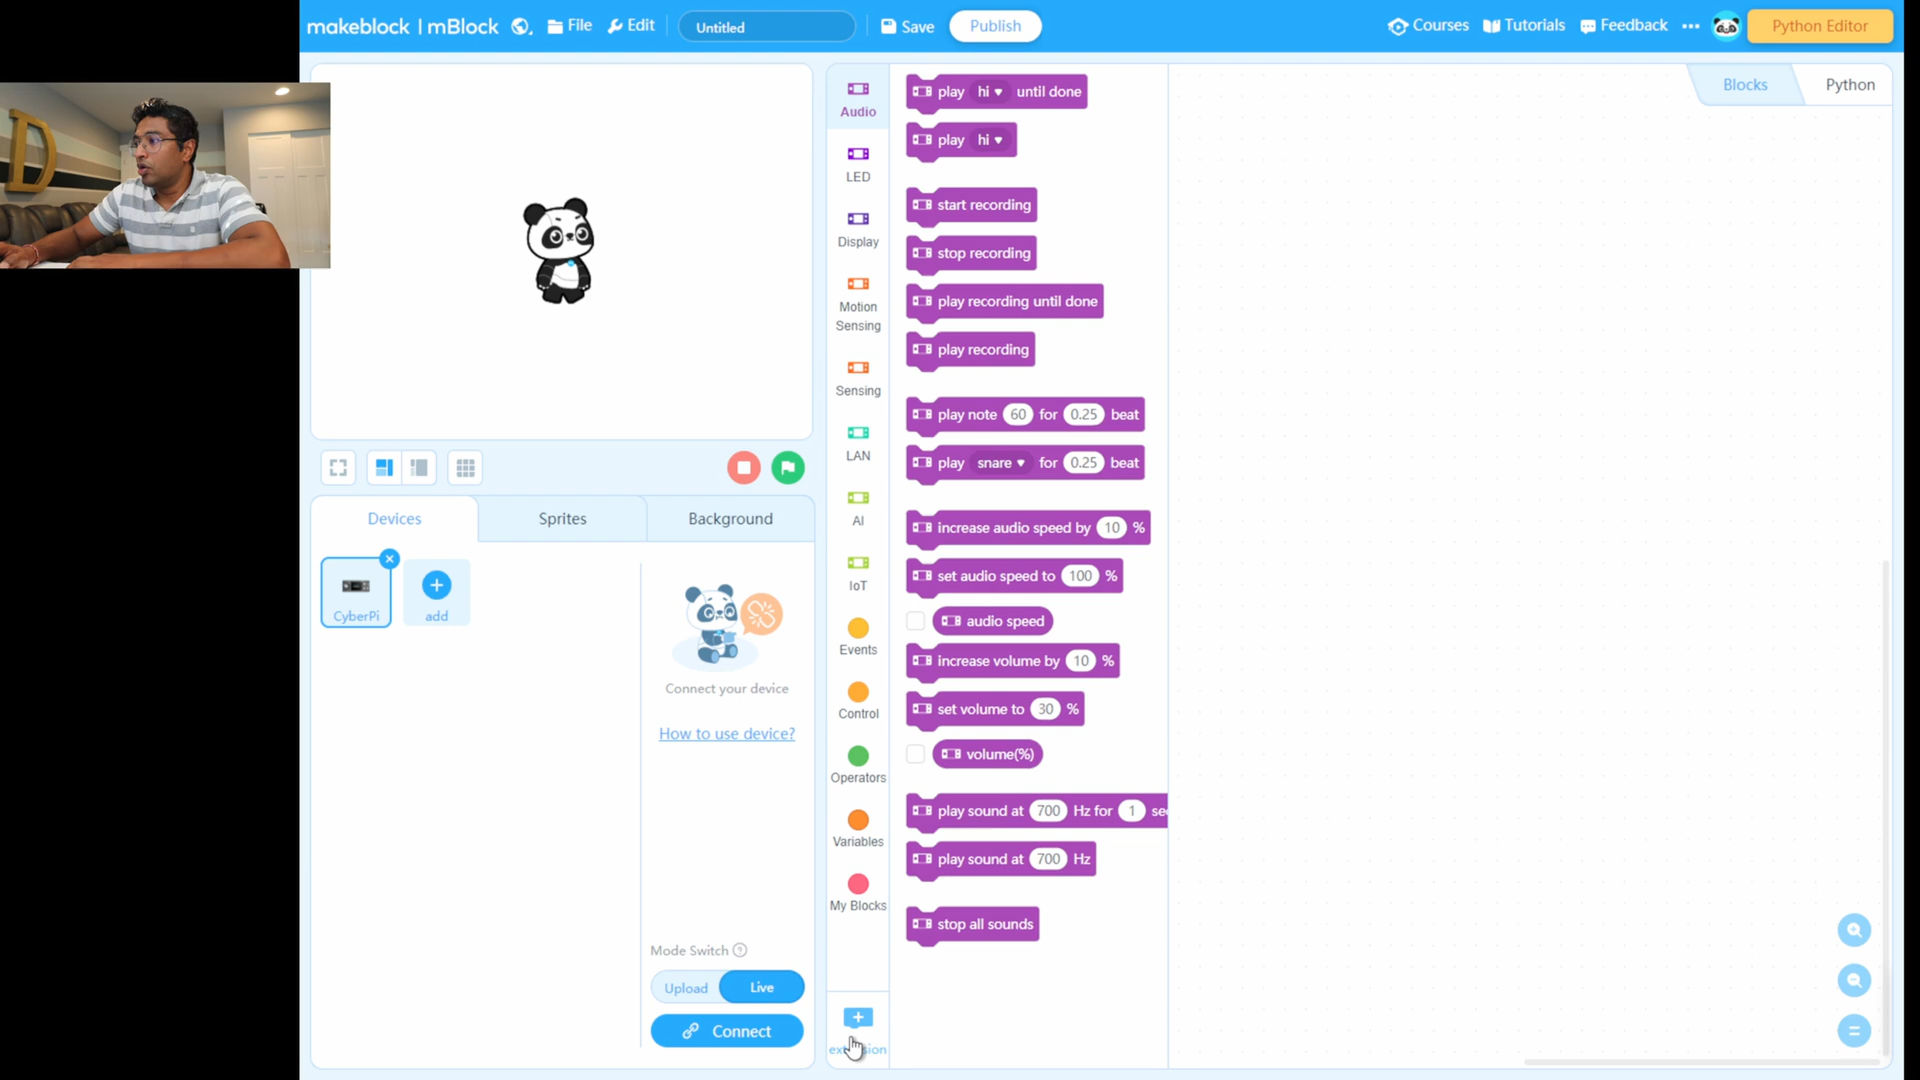 makeblock | mBlock File Edit Untitled Save Publish Courses Tutorials Feedback Python Editor
Blocks Python
Audio
LED
Display
Motion
Sensing
Sensing
LAN
AI
IoT
Events
Control
Operators
Variables
My Blocks
play hi until done
play hi
start recording
stop recording
play recording until done
play recording
play note 60 for 0.25 beat
play snare for 0.25 beat
increase audio speed by 10 %
set audio speed to 100 %
audio speed
increase volume by 10 %
set volume to 30 %
volume(%)
play sound at 700 Hz for 1 se
play sound at 700 Hz
stop all sounds
Devices Sprites Background
CyberPi
add
Connect your device
How to use device?
Mode Switch ?
Upload Live
Connect